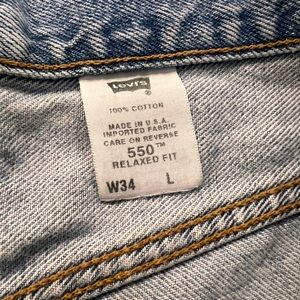 Levi's
®
100% COTTON
MADE IN U.S.A.
IMPORTED FABRIC
CARE ON REVERSE
550™
RELAXED FIT
W34 L